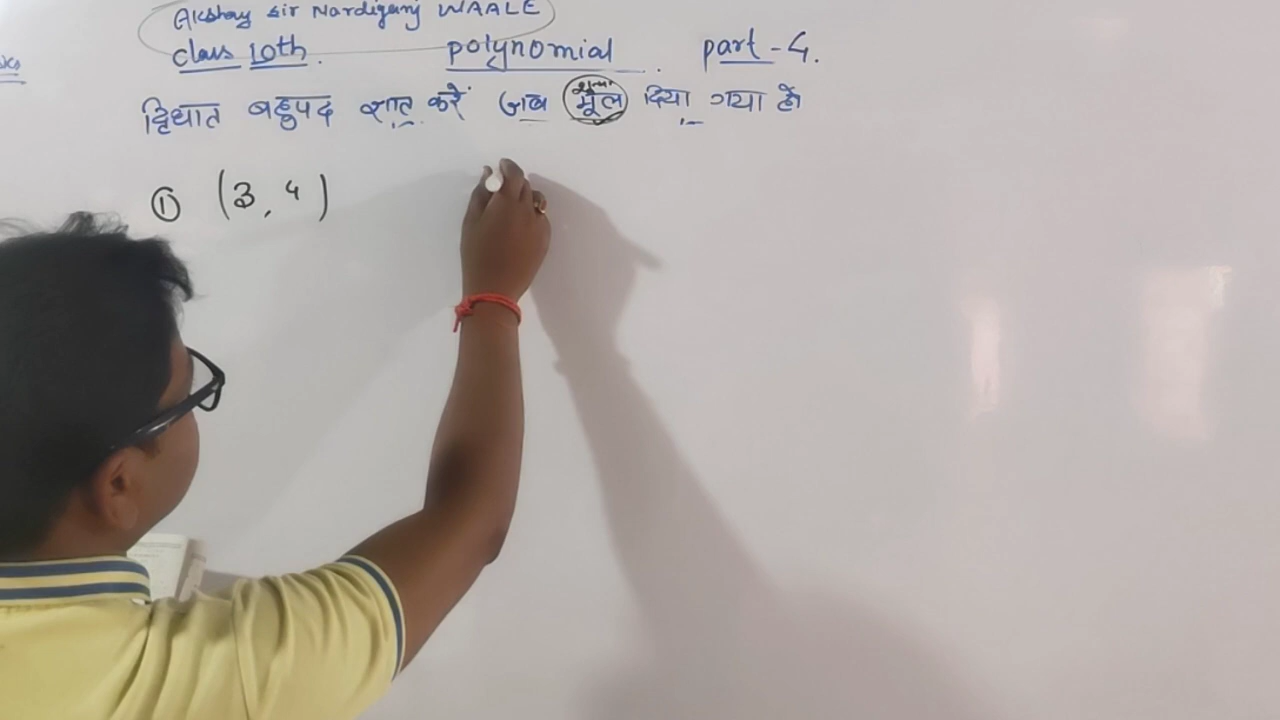 Akshay sir Nardiganj WAALE
class 10th. polynomial. part-4.
द्विघात बहुपद ज्ञात करें जब मूल दिया गया हो
शून्य
① (3, 4)